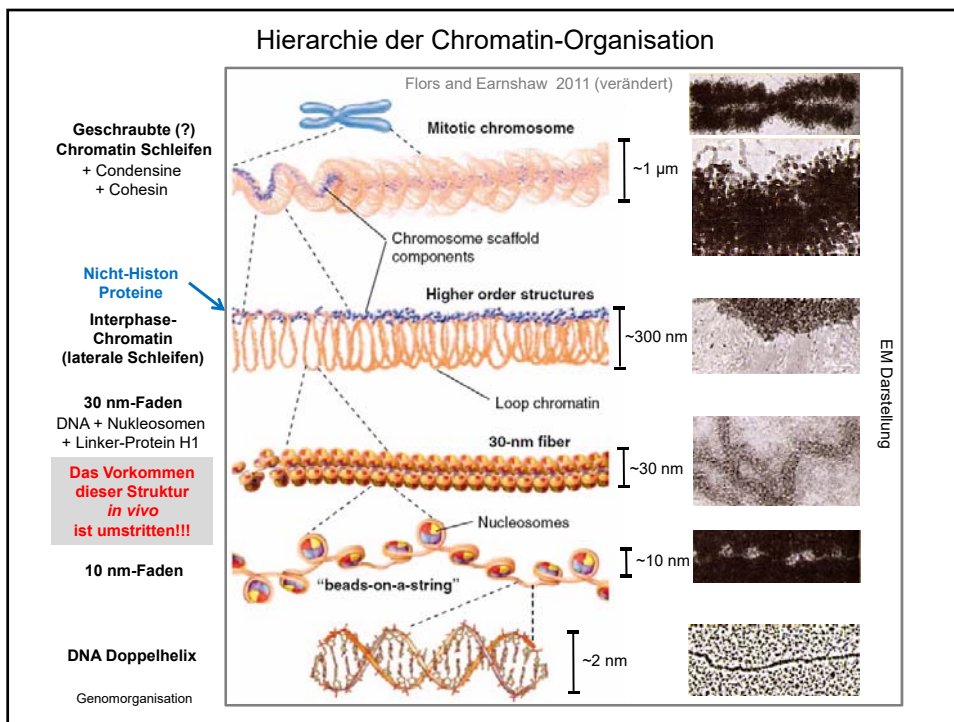 Hierarchie der Chromatin-Organisation
Flors and Earnshaw 2011 (verändert)
Geschraubte (?)
Chromatin Schleifen
+ Condensine
+ Cohesin
Mitotic chromosome
~1 µm
Chromosome scaffold
components
Nicht-Histon
Proteine
Higher order structures
Interphase-
Chromatin
(laterale Schleifen)
~300 nm
Loop chromatin
EM Darstellung
30 nm-Faden
DNA + Nukleosomen
+ Linker-Protein H1
30-nm fiber
~30 nm
Das Vorkommen
dieser Struktur
in vivo
ist umstritten!!!
Nucleosomes
10 nm-Faden
~10 nm
"beads-on-a-string"
DNA Doppelhelix
~2 nm
Genomorganisation